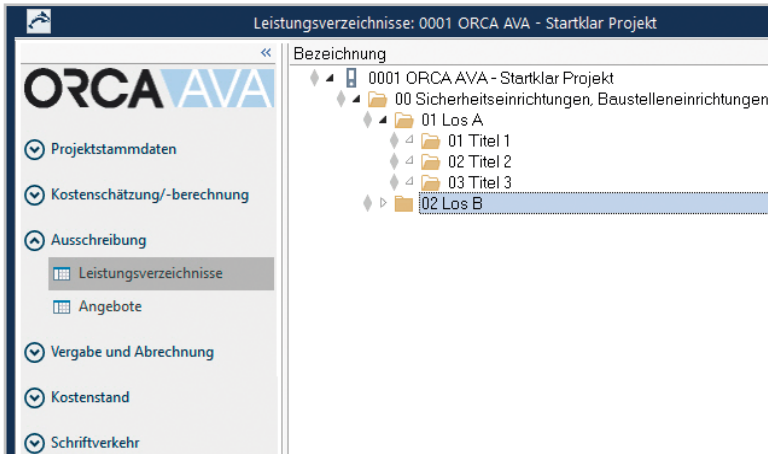 Leistungsverzeichnisse: 0001 ORCA AVA - Startklar Projekt
«
ORCA AVA
Projektstammdaten
Kostenschätzung/-berechnung
Ausschreibung
Leistungsverzeichnisse
Angebote
Vergabe und Abrechnung
Kostenstand
Schriftverkehr
Bezeichnung
0001 ORCA AVA - Startklar Projekt
00 Sicherheitseinrichtungen, Baustelleneinrichtungen
01 Los A
01 Titel 1
02 Titel 2
03 Titel 3
02 Los B